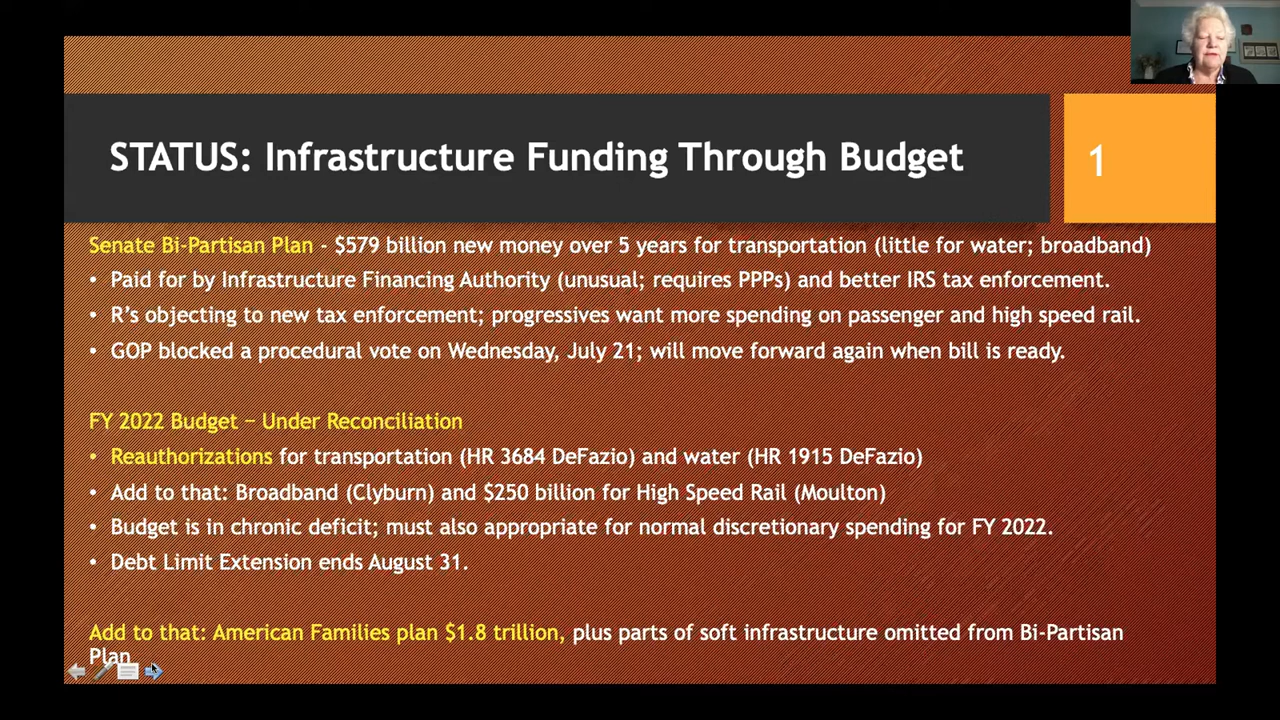 STATUS: Infrastructure Funding Through Budget
1
Senate Bi-Partisan Plan - $579 billion new money over 5 years for transportation (little for water; broadband)
• Paid for by Infrastructure Financing Authority (unusual; requires PPPs) and better IRS tax enforcement.
• R’s objecting to new tax enforcement; progressives want more spending on passenger and high speed rail.
• GOP blocked a procedural vote on Wednesday, July 21; will move forward again when bill is ready.
FY 2022 Budget – Under Reconciliation
• Reauthorizations for transportation (HR 3684 DeFazio) and water (HR 1915 DeFazio)
• Add to that: Broadband (Clyburn) and $250 billion for High Speed Rail (Moulton)
• Budget is in chronic deficit; must also appropriate for normal discretionary spending for FY 2022.
• Debt Limit Extension ends August 31.
Add to that: American Families plan $1.8 trillion, plus parts of soft infrastructure omitted from Bi-Partisan
Plan